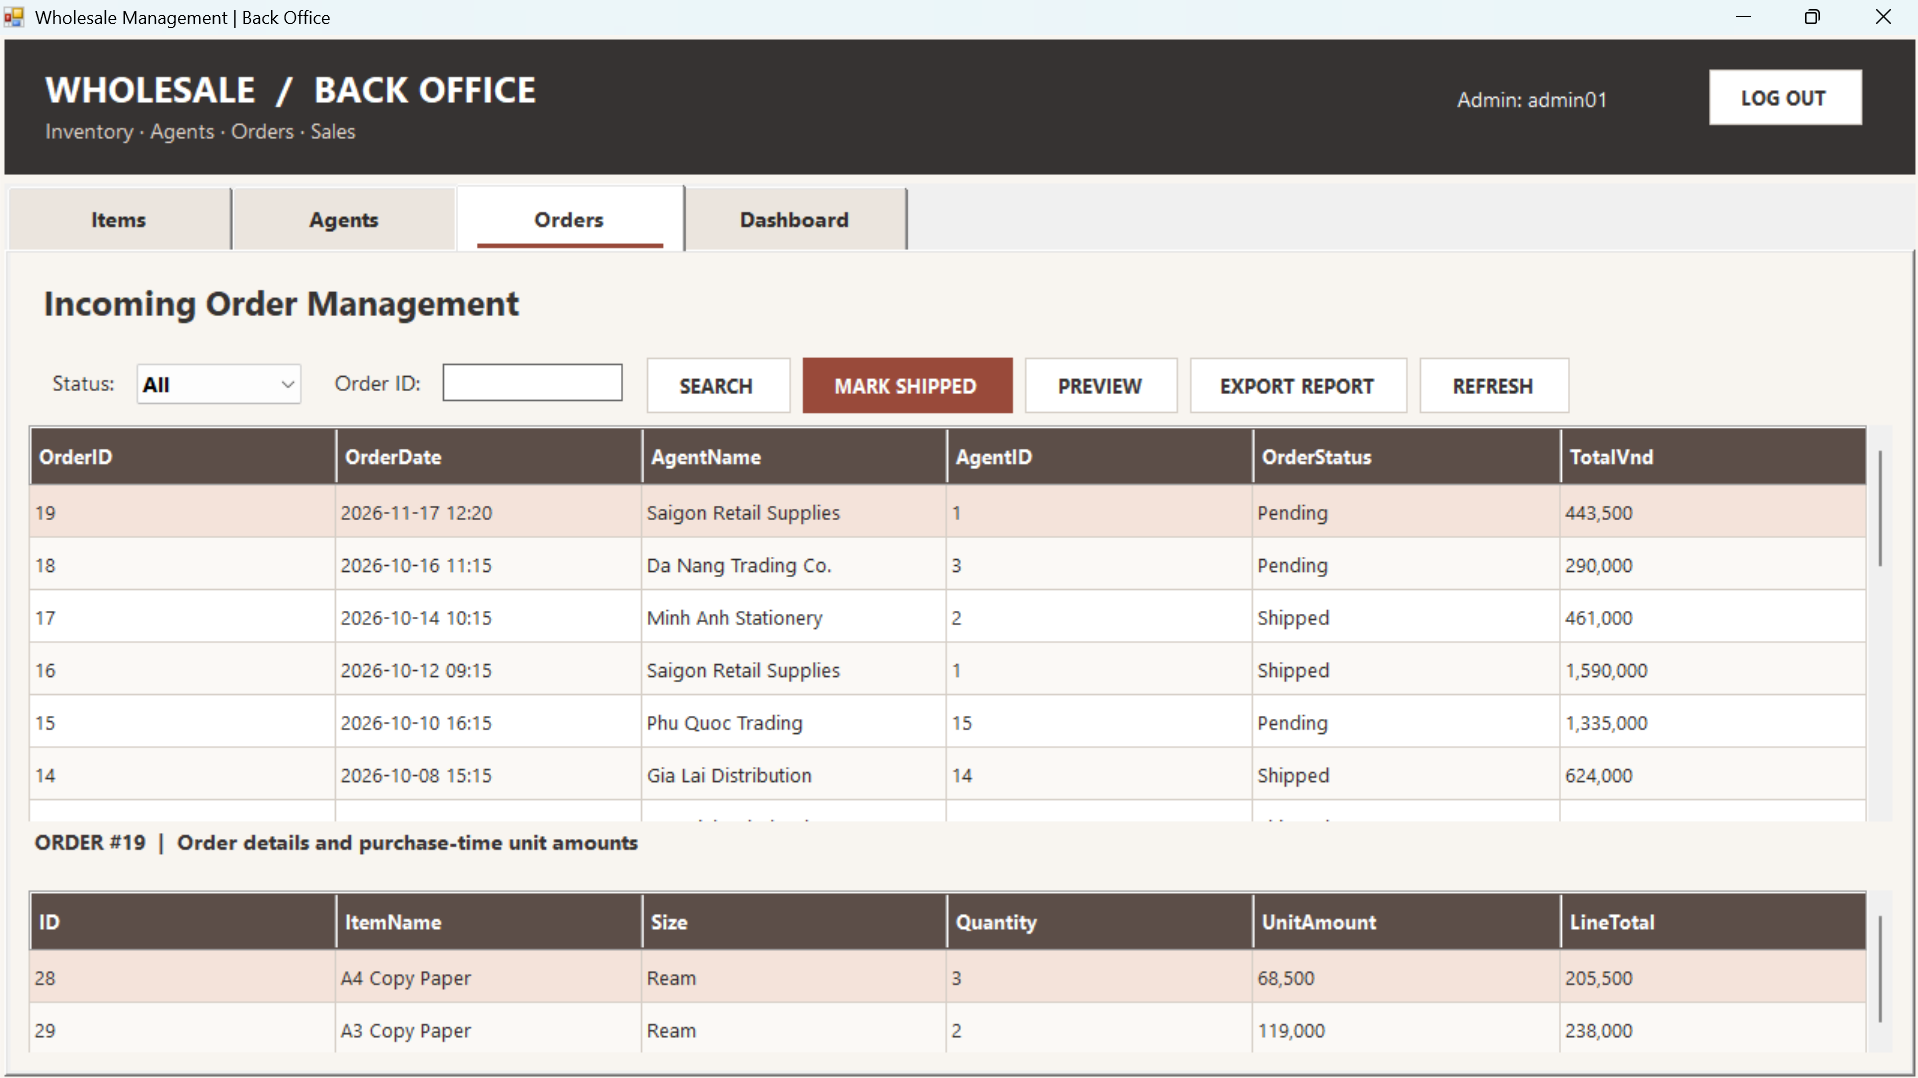 Wholesale Management | Back Office
WHOLESALE / BACK OFFICE
Inventory · Agents · Orders · Sales
Admin: admin01
LOG OUT
Items Agents Orders Dashboard
Incoming Order Management
Status: All Order ID: SEARCH MARK SHIPPED PREVIEW EXPORT REPORT REFRESH
OrderID OrderDate AgentName AgentID OrderStatus TotalVnd
19 2026-11-17 12:20 Saigon Retail Supplies 1 Pending 443,500
18 2026-10-16 11:15 Da Nang Trading Co. 3 Pending 290,000
17 2026-10-14 10:15 Minh Anh Stationery 2 Shipped 461,000
16 2026-10-12 09:15 Saigon Retail Supplies 1 Shipped 1,590,000
15 2026-10-10 16:15 Phu Quoc Trading 15 Pending 1,335,000
14 2026-10-08 15:15 Gia Lai Distribution 14 Shipped 624,000
ORDER #19 | Order details and purchase-time unit amounts
ID ItemName Size Quantity UnitAmount LineTotal
28 A4 Copy Paper Ream 3 68,500 205,500
29 A3 Copy Paper Ream 2 119,000 238,000